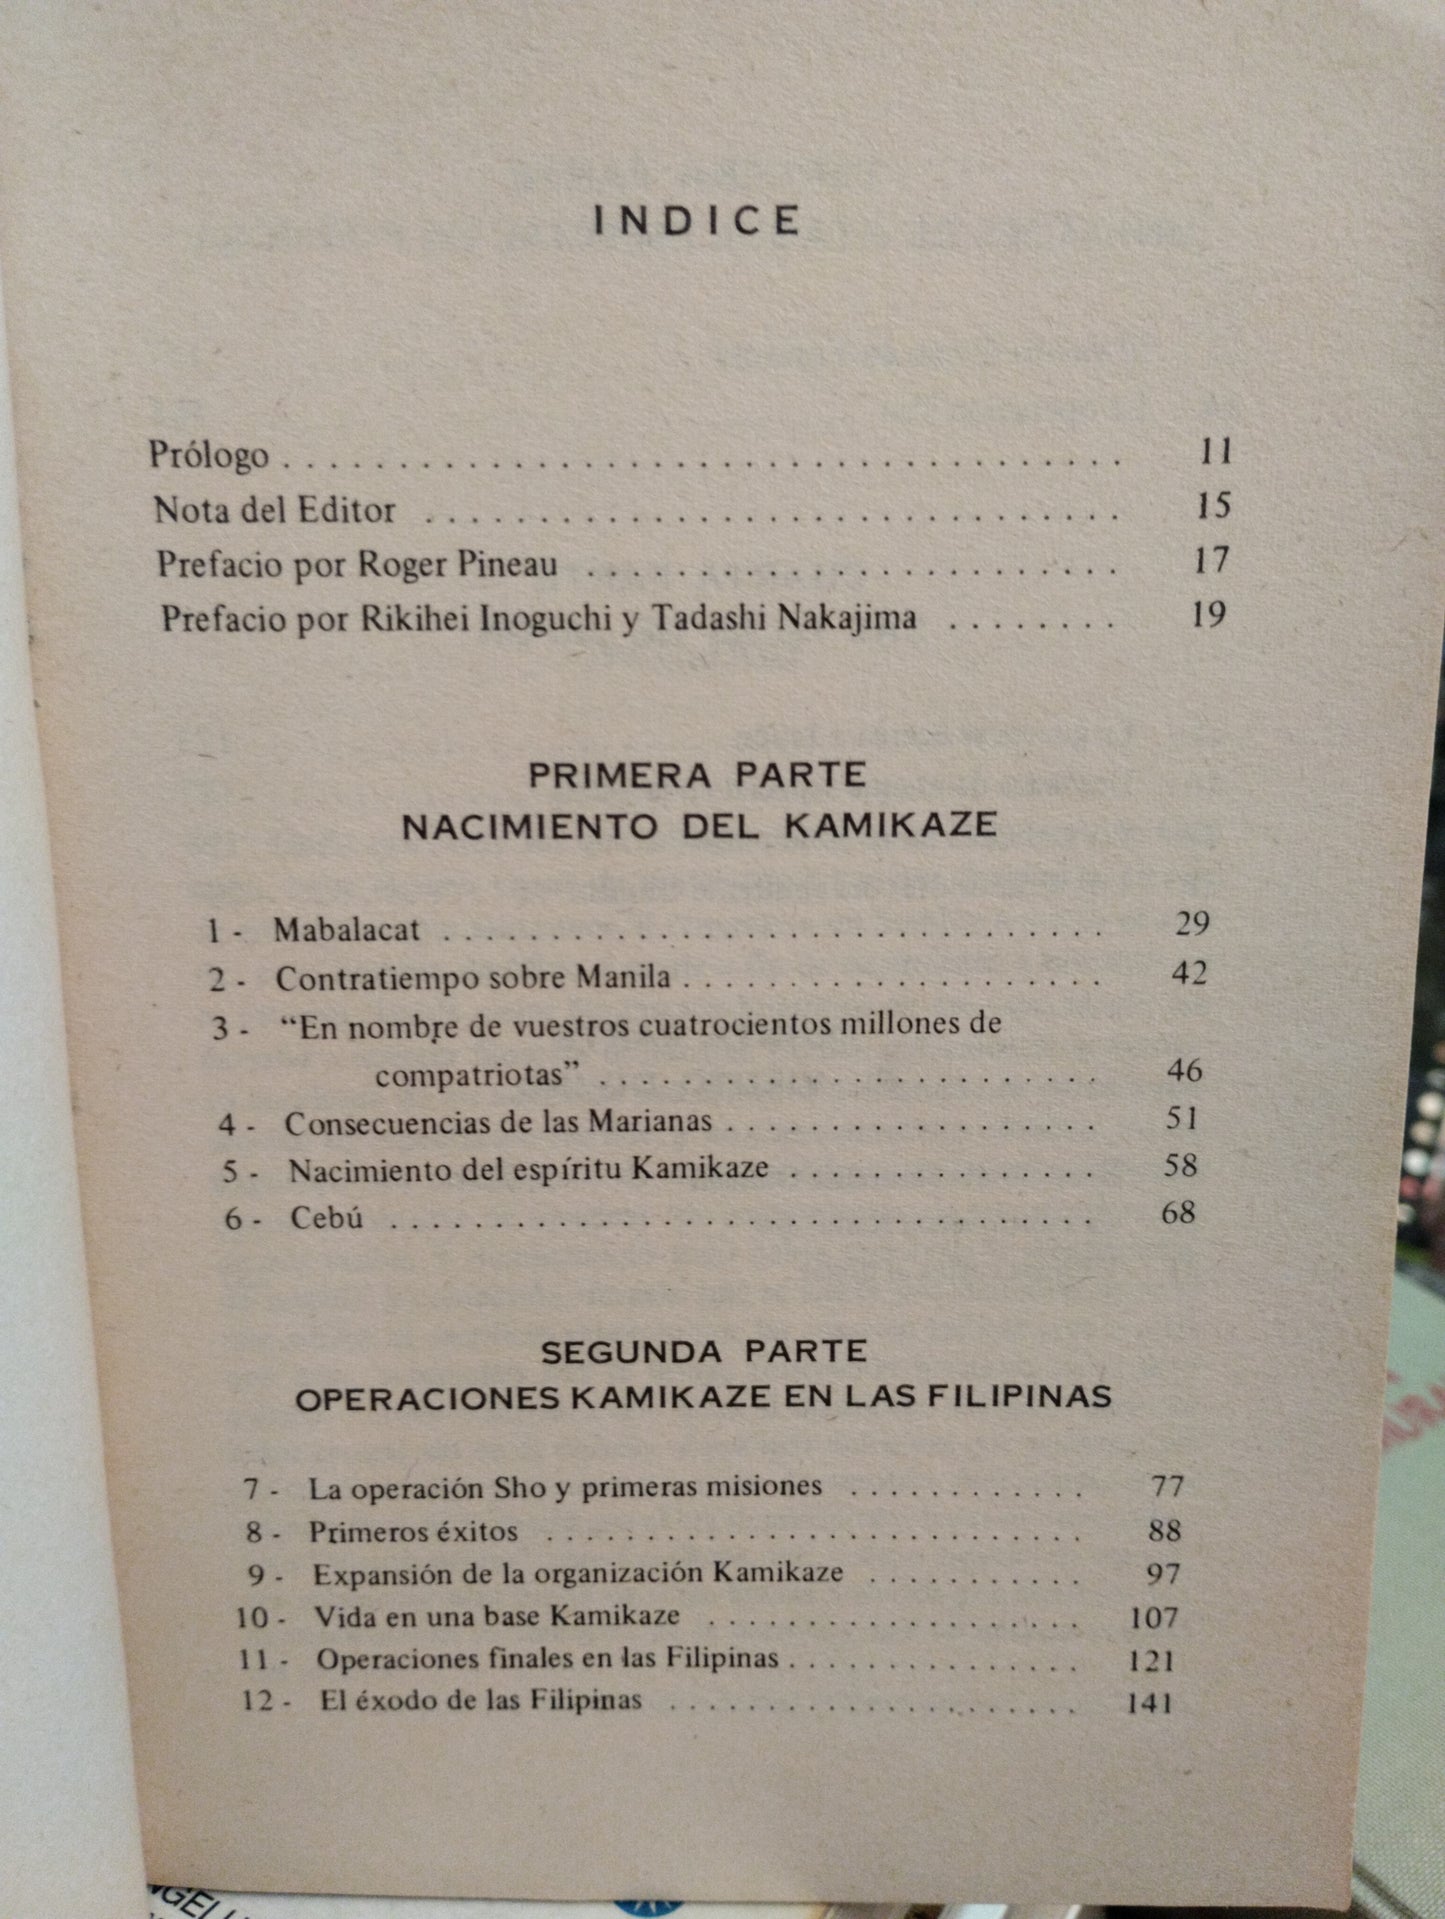 INDICE
Prólogo . . . . . . . . . . . . . . . . . . . . . . . . . . . . . . . . . . . . . 11
Nota del Editor . . . . . . . . . . . . . . . . . . . . . . . . . . . . . . . 15
Prefacio por Roger Pineau . . . . . . . . . . . . . . . . . . . . . . . . 17
Prefacio por Rikihei Inoguchi y Tadashi Nakajima . . . . . . . . 19
PRIMERA PARTE
NACIMIENTO DEL KAMIKAZE
1 - Mabalacat . . . . . . . . . . . . . . . . . . . . . . . . . . . . . . . 29
2 - Contratiempo sobre Manila . . . . . . . . . . . . . . . . . . . 42
3 - “En nombre de vuestros cuatrocientos millones de
compatriotas” . . . . . . . . . . . . . . . . . . . . . . . . 46
4 - Consecuencias de las Marianas . . . . . . . . . . . . . . . . . . 51
5 - Nacimiento del espíritu Kamikaze . . . . . . . . . . . . . . . 58
6 - Cebú . . . . . . . . . . . . . . . . . . . . . . . . . . . . . . . . . . 68
SEGUNDA PARTE
OPERACIONES KAMIKAZE EN LAS FILIPINAS
7 - La operación Sho y primeras misiones . . . . . . . . . . . . 77
8 - Primeros éxitos . . . . . . . . . . . . . . . . . . . . . . . . . . . 88
9 - Expansión de la organización Kamikaze . . . . . . . . . . . 97
10 - Vida en una base Kamikaze . . . . . . . . . . . . . . . . . . . 107
11 - Operaciones finales en las Filipinas . . . . . . . . . . . . . . . 121
12 - El éxodo de las Filipinas . . . . . . . . . . . . . . . . . . . . . 141